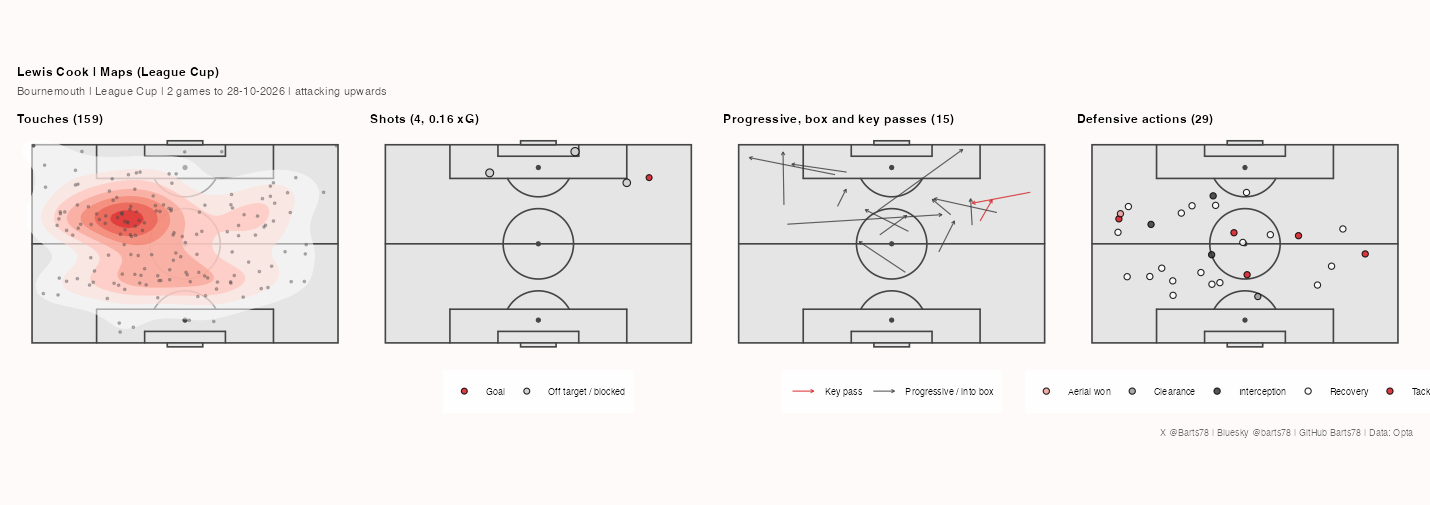 Lewis Cook | Maps (League Cup)
Bournemouth | League Cup | 2 games to 28-10-2026 | attacking upwards
Touches (159)
Shots (4, 0.16 xG)
Progressive, box and key passes (15)
Defensive actions (29)
Goal
Off target / blocked
Key pass
Progressive / Into box
Aerial won
Clearance
Interception
Recovery
Tack
X @Barts78 | Bluesky @barts78 | GitHub Barts78 | Data: Opta